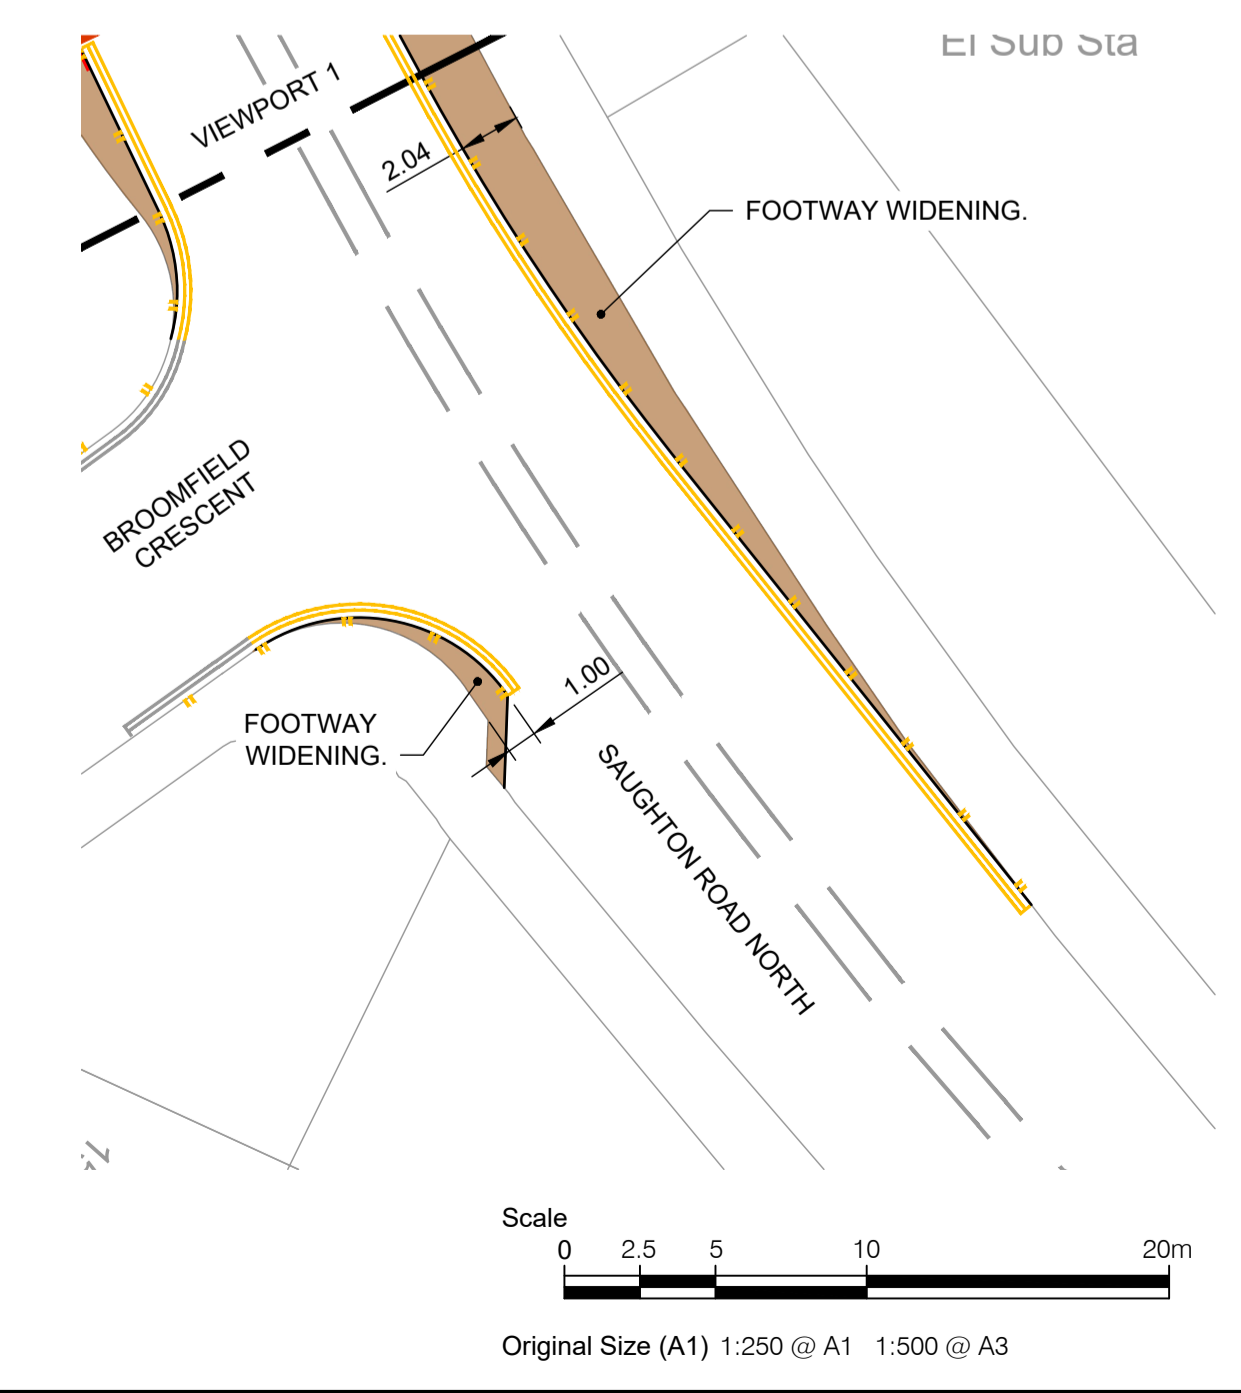 El Sub Sta
VIEWPORT 1
2.04
FOOTWAY WIDENING.
BROOMFIELD
CRESCENT
1.00
FOOTWAY
WIDENING.
SAUGHTON ROAD NORTH
Scale
0 2.5 5 10 20m
Original Size (A1) 1:250 @ A1 1:500 @ A3